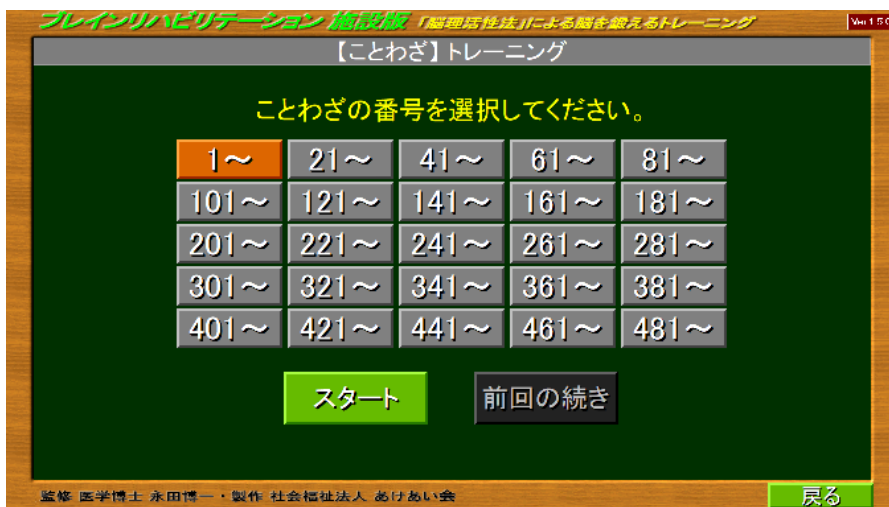 ブレインリハビリテーション 施設版 「脳理活性法」による脳を鍛えるトレーニング
Ver 1.5.0
【ことわざ】トレーニング
ことわざの番号を選択してください。
1～ 21～ 41～ 61～ 81～
101～ 121～ 141～ 161～ 181～
201～ 221～ 241～ 261～ 281～
301～ 321～ 341～ 361～ 381～
401～ 421～ 441～ 461～ 481～
スタート 前回の続き
監修 医学博士 永田博一・製作 社会福祉法人 あけあい会
戻る